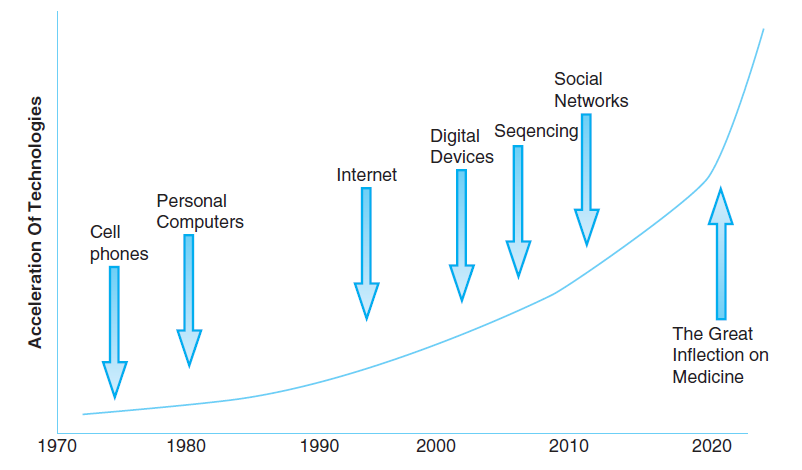 Social
Networks
Digital
Devices
Seqencing
Internet
Personal
Computers
Cell
phones
Acceleration Of Technologies
The Great
Inflection on
Medicine
1970
1980
1990
2000
2010
2020